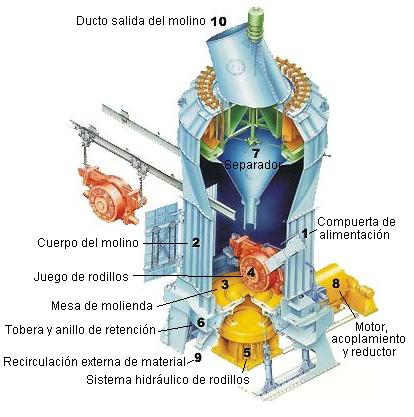 Ducto salida del molino 10
7
Separador
Compuerta de
alimentación
1
Cuerpo del molino 2
Juego de rodillos 4
Mesa de molienda 3
8
Motor,
acoplamiento
y reductor
Tobera y anillo de retención 6
Recirculación externa de material 9
Sistema hidráulico de rodillos 5